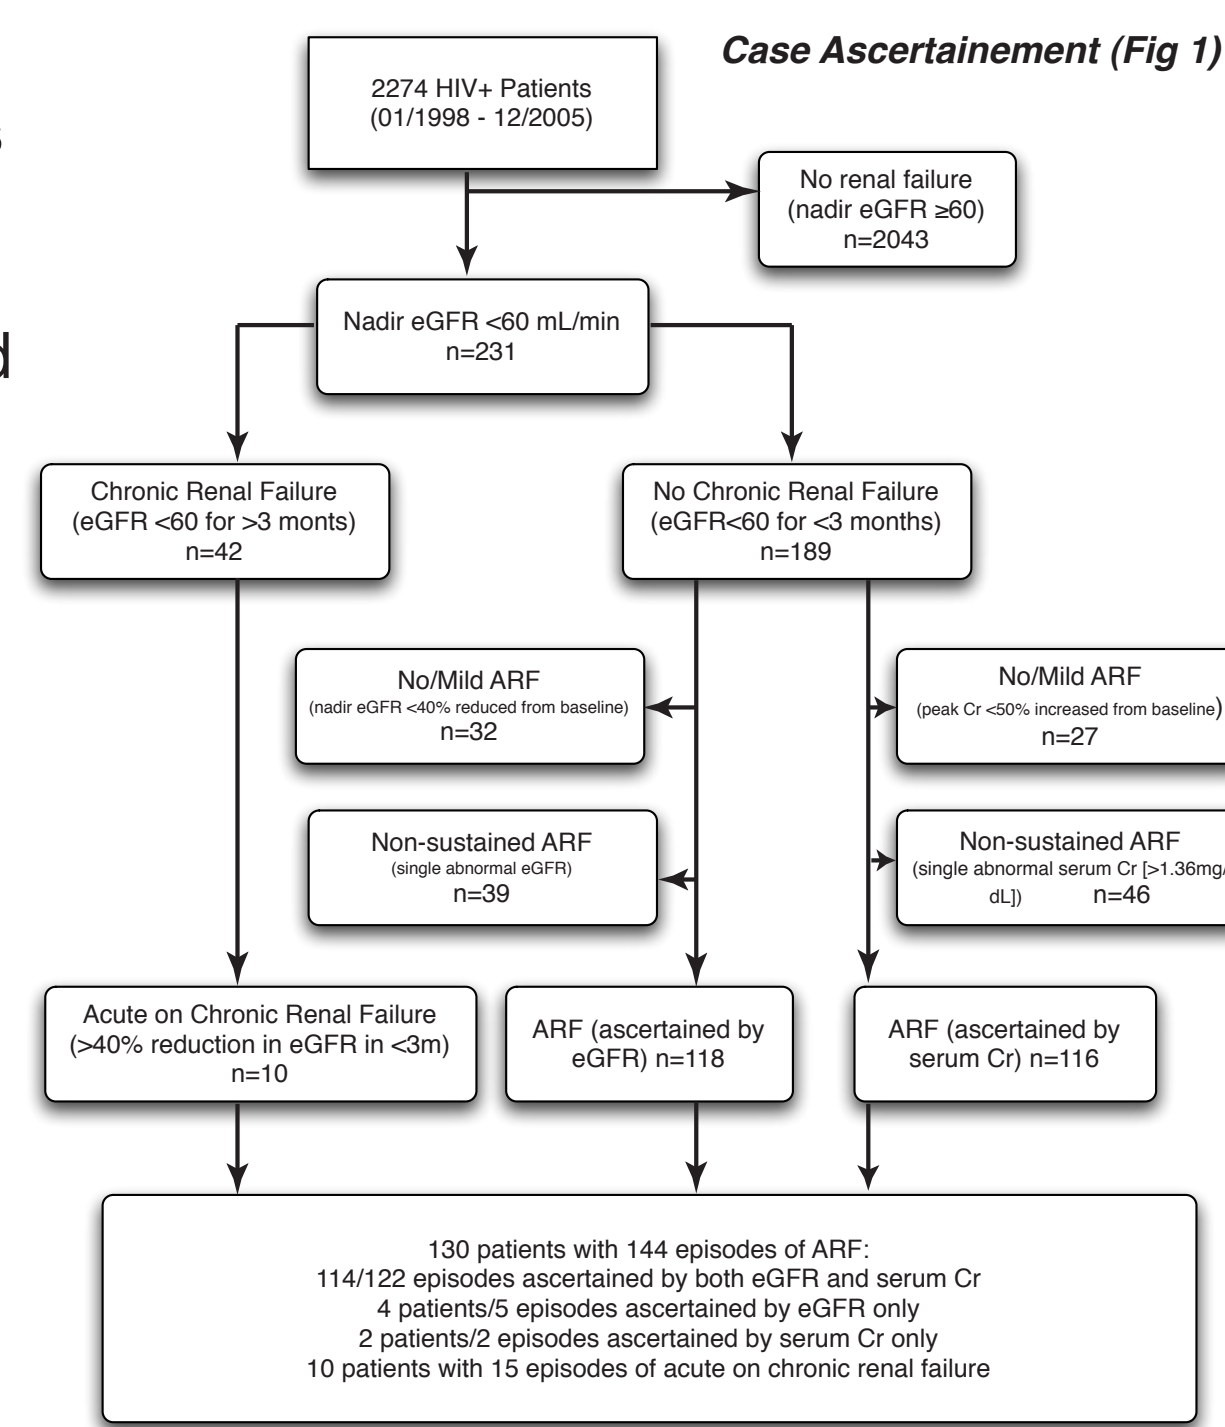 Case Ascertainement (Fig 1)
2274 HIV+ Patients
(01/1998 - 12/2005)
s
No renal failure
(nadir eGFR ≥60)
n=2043
Nadir eGFR <60 mL/min
n=231
d
Chronic Renal Failure
(eGFR <60 for >3 monts)
n=42
No Chronic Renal Failure
(eGFR<60 for <3 months)
n=189
No/Mild ARF
(nadir eGFR <40% reduced from baseline)
n=32
No/Mild ARF
(peak Cr <50% increased from baseline)
n=27
Non-sustained ARF
(single abnormal eGFR)
n=39
Non-sustained ARF
(single abnormal serum Cr [>1.36mg/
dL]) n=46
Acute on Chronic Renal Failure
(>40% reduction in eGFR in <3m)
n=10
ARF (ascertained by
eGFR) n=118
ARF (ascertained by
serum Cr) n=116
130 patients with 144 episodes of ARF:
114/122 episodes ascertained by both eGFR and serum Cr
4 patients/5 episodes ascertained by eGFR only
2 patients/2 episodes ascertained by serum Cr only
10 patients with 15 episodes of acute on chronic renal failure